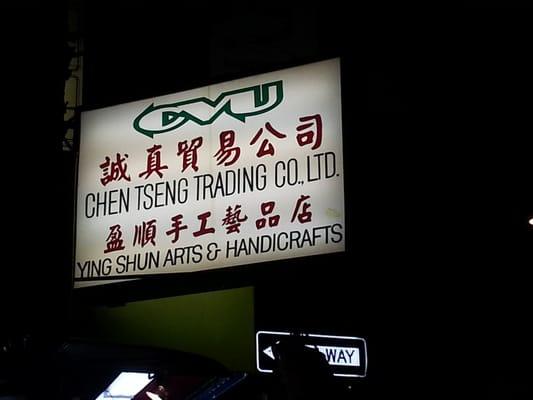 CVU
誠真貿易公司
CHEN TSENG TRADING CO., LTD.
盈順手工藝品店
YING SHUN ARTS & HANDICRAFTS
WAY